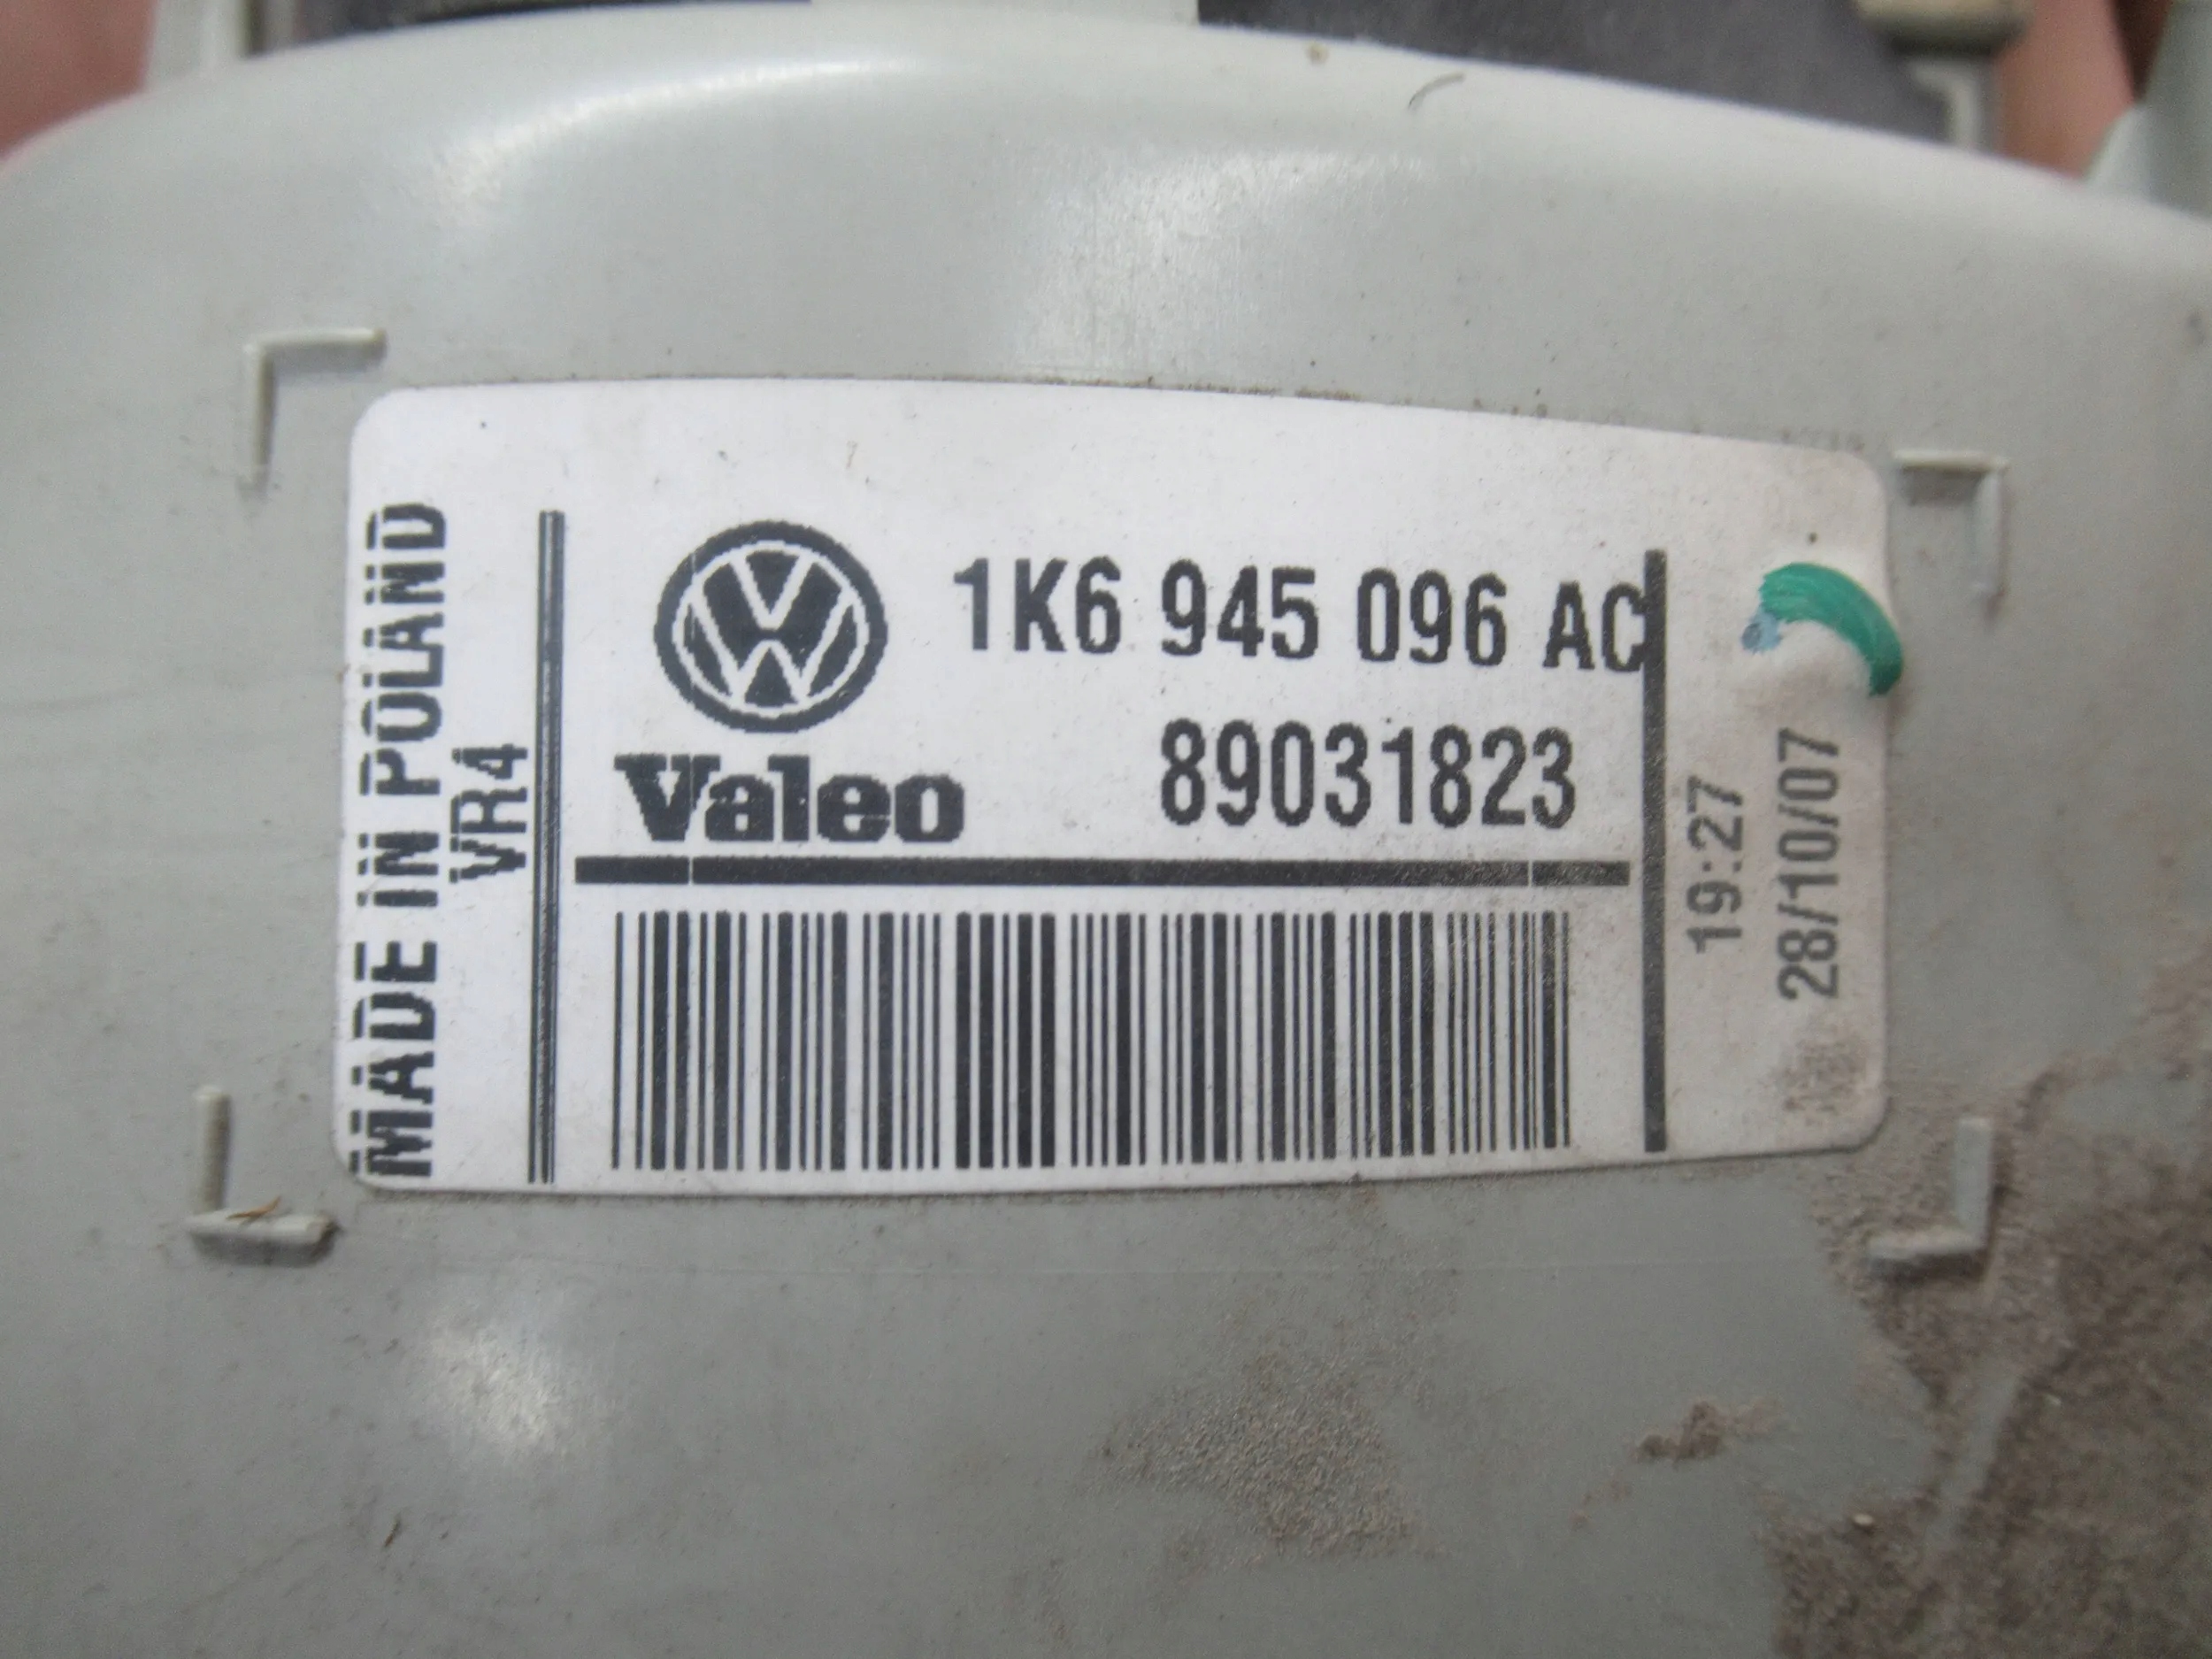 MADE IN POLAND
VR4
1K6 945 096 AC
Valeo 89031823
19:27
28/10/07